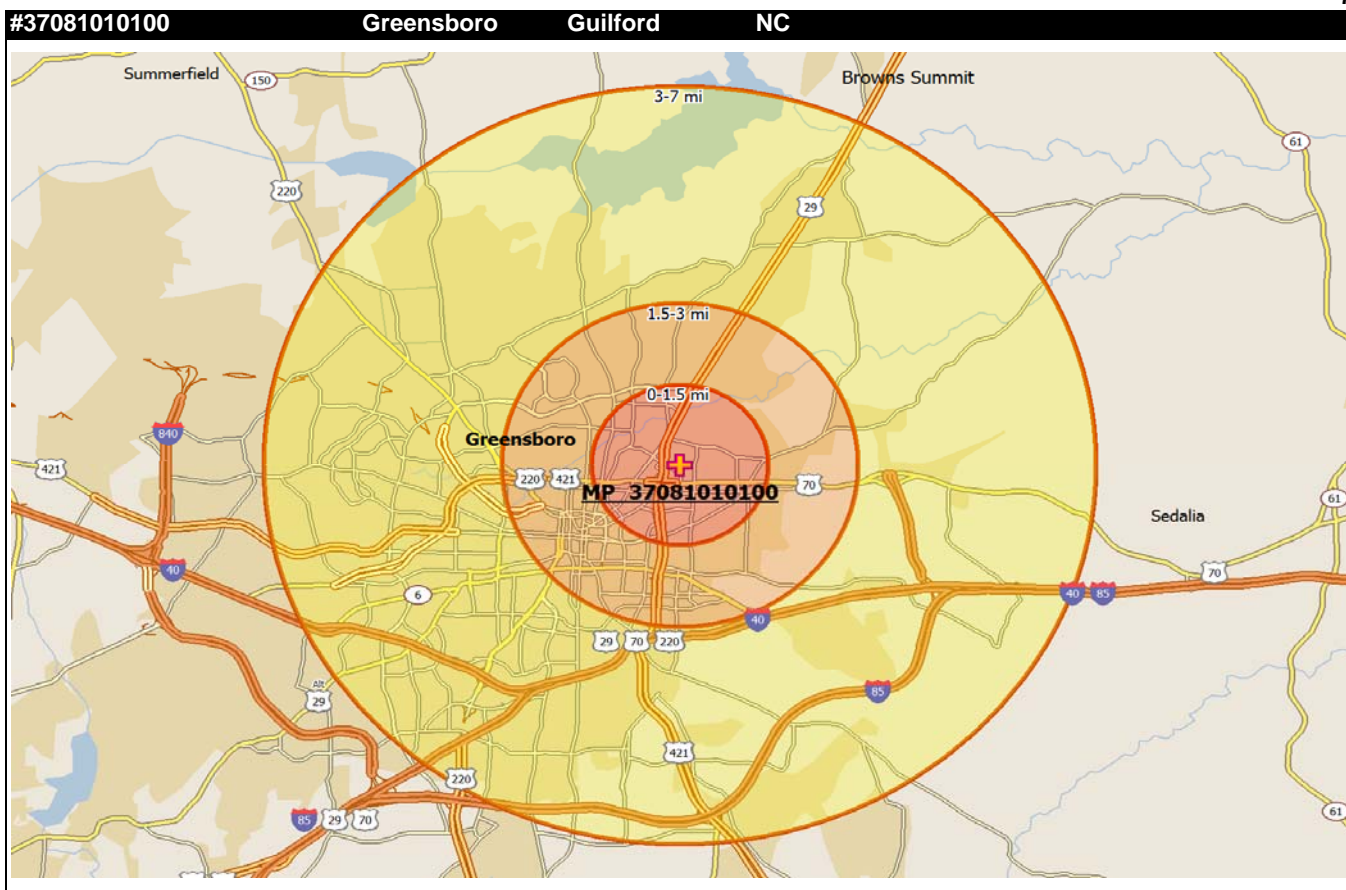 #37081010100 Greensboro Guilford NC
Summerfield
150
Browns Summit
3-7 mi
61
220
29
1.5-3 mi
0-1.5 mi
840
Greensboro
421
220 421
MP 37081010100
70
61
Sedalia
40
70
6
40 85
40
29 70 220
Alt
29
85
421
220
85 29 70
61